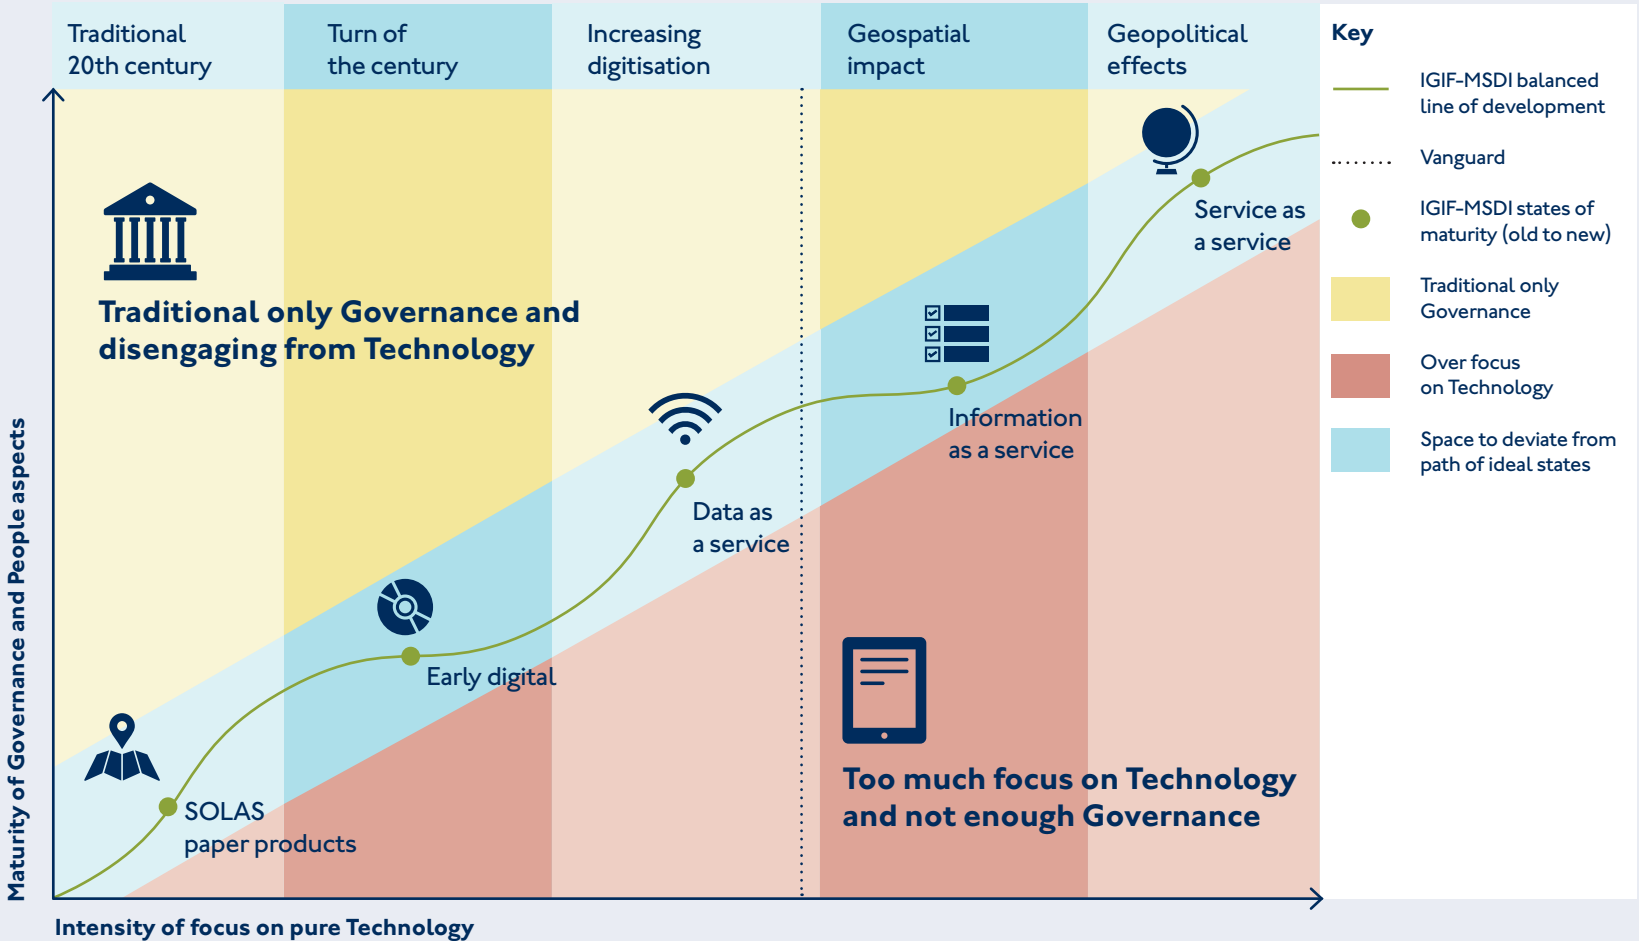 Traditional
20th century
Turn of
the century
Increasing
digitisation
Geospatial
impact
Geopolitical
effects
Key
IGIF-MSDI balanced
line of development
Vanguard
IGIF-MSDI states of
maturity (old to new)
Traditional only
Governance
Over focus
on Technology
Space to deviate from
path of ideal states
Service as
a service
Traditional only Governance and
disengaging from Technology
Information
as a service
Data as
a service
Early digital
SOLAS
paper products
Too much focus on Technology
and not enough Governance
Maturity of Governance and People aspects
Intensity of focus on pure Technology